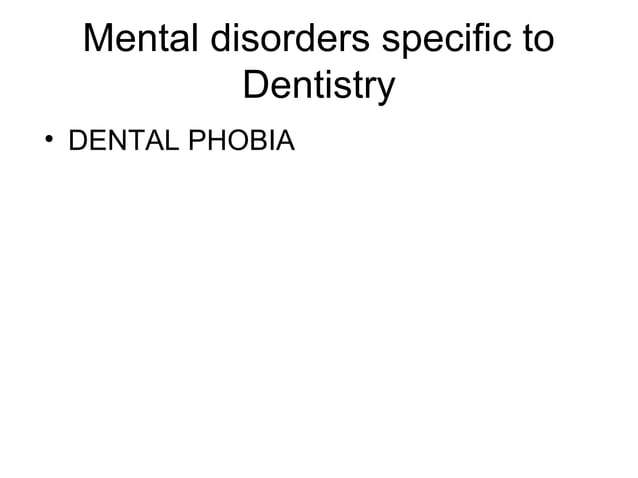 Mental disorders specific to
Dentistry
• DENTAL PHOBIA